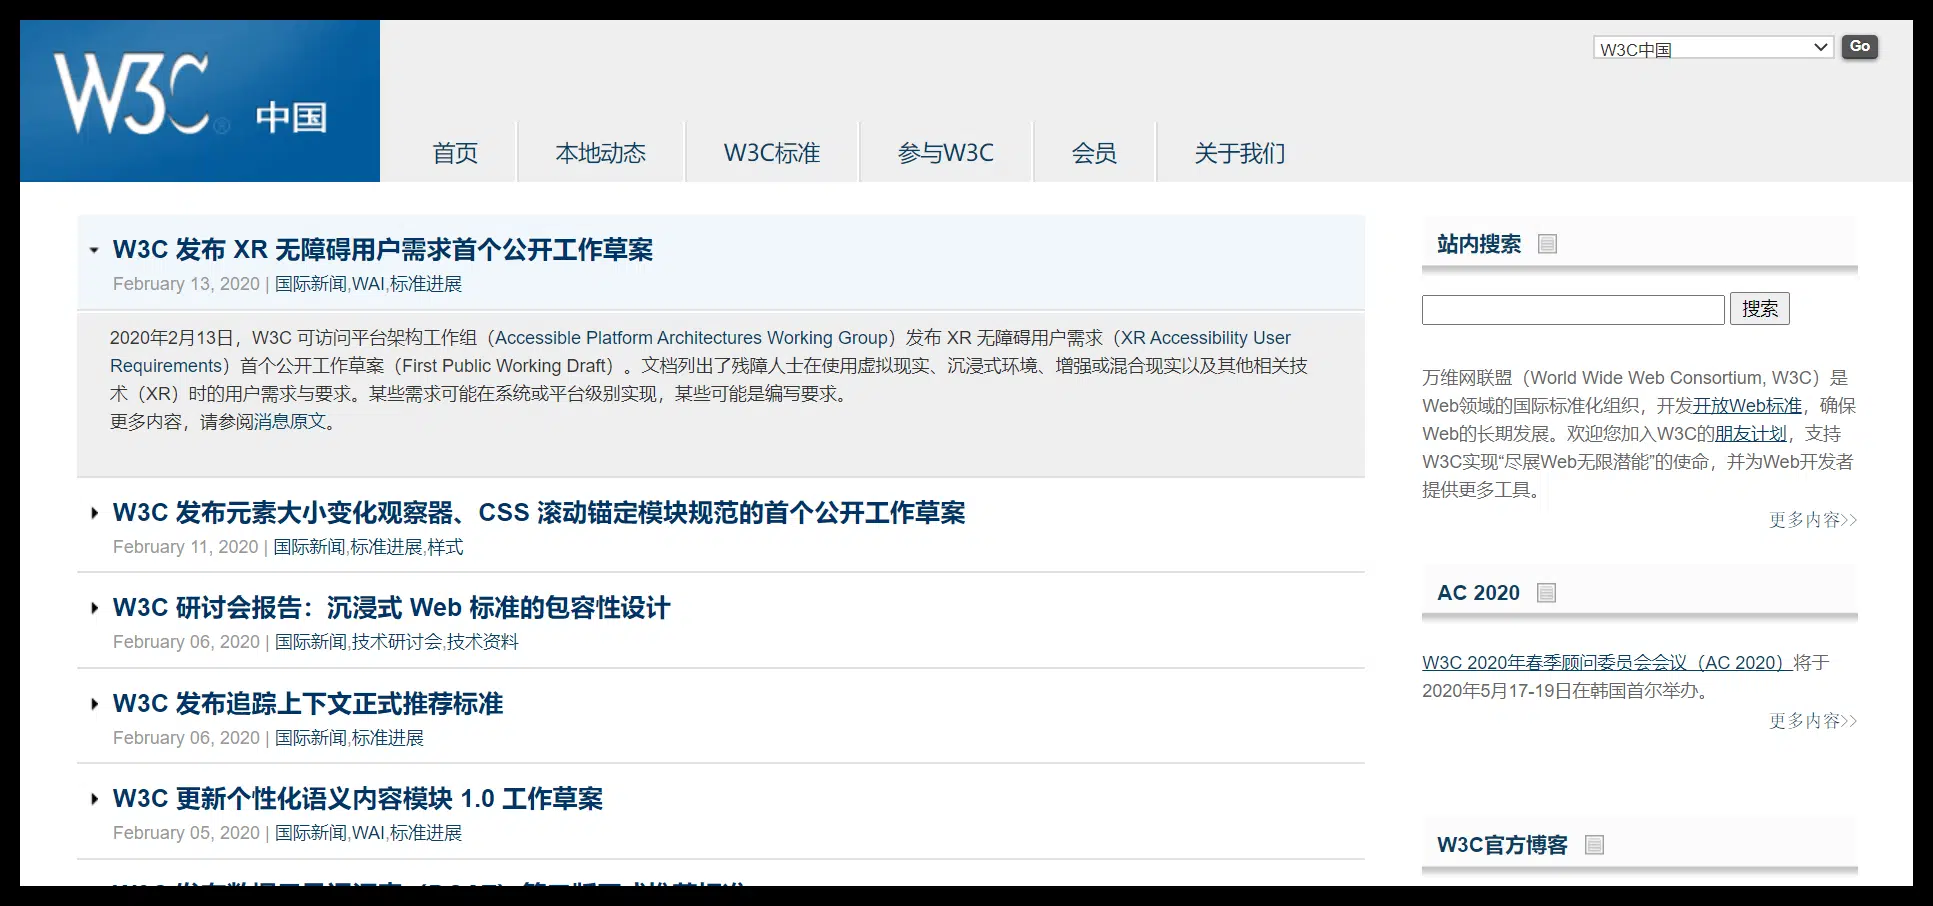 W3C® 中国
W3C中国
Go
首页
本地动态
W3C标准
参与W3C
会员
关于我们
W3C 发布 XR 无障碍用户需求首个公开工作草案
February 13, 2020 | 国际新闻,WAI,标准进展
2020年2月13日，W3C 可访问平台架构工作组（Accessible Platform Architectures Working Group）发布 XR 无障碍用户需求（XR Accessibility User
Requirements）首个公开工作草案（First Public Working Draft）。文档列出了残障人士在使用虚拟现实、沉浸式环境、增强或混合现实以及其他相关技
术（XR）时的用户需求与要求。某些需求可能在系统或平台级别实现，某些可能是编写要求。
更多内容，请参阅消息原文。
W3C 发布元素大小变化观察器、CSS 滚动锚定模块规范的首个公开工作草案
February 11, 2020 | 国际新闻,标准进展,样式
W3C 研讨会报告：沉浸式 Web 标准的包容性设计
February 06, 2020 | 国际新闻,技术研讨会,技术资料
W3C 发布追踪上下文正式推荐标准
February 06, 2020 | 国际新闻,标准进展
W3C 更新个性化语义内容模块 1.0 工作草案
February 05, 2020 | 国际新闻,WAI,标准进展
站内搜索
搜索
万维网联盟（World Wide Web Consortium, W3C）是
Web领域的国际标准化组织，开发开放Web标准，确保
Web的长期发展。欢迎您加入W3C的朋友计划，支持
W3C实现“尽展Web无限潜能”的使命，并为Web开发者
提供更多工具。
更多内容>>
AC 2020
W3C 2020年春季顾问委员会会议（AC 2020）将于
2020年5月17-19日在韩国首尔举办。
更多内容>>
W3C官方博客